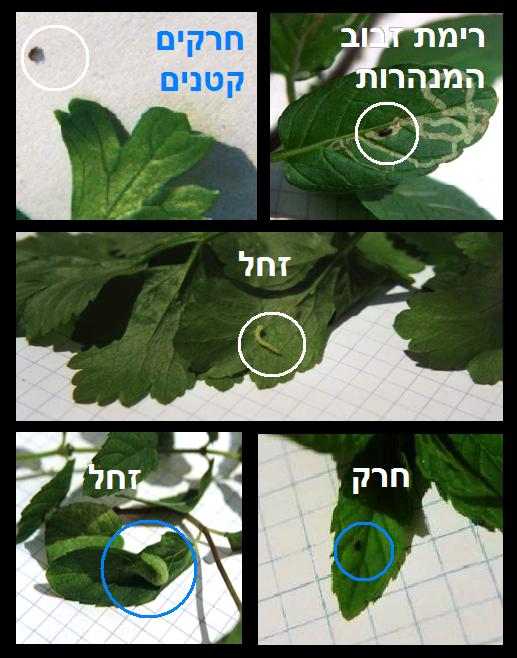 חרקים
קטנים
רימת זבוב
המנהרות
זחל
זחל
חרק